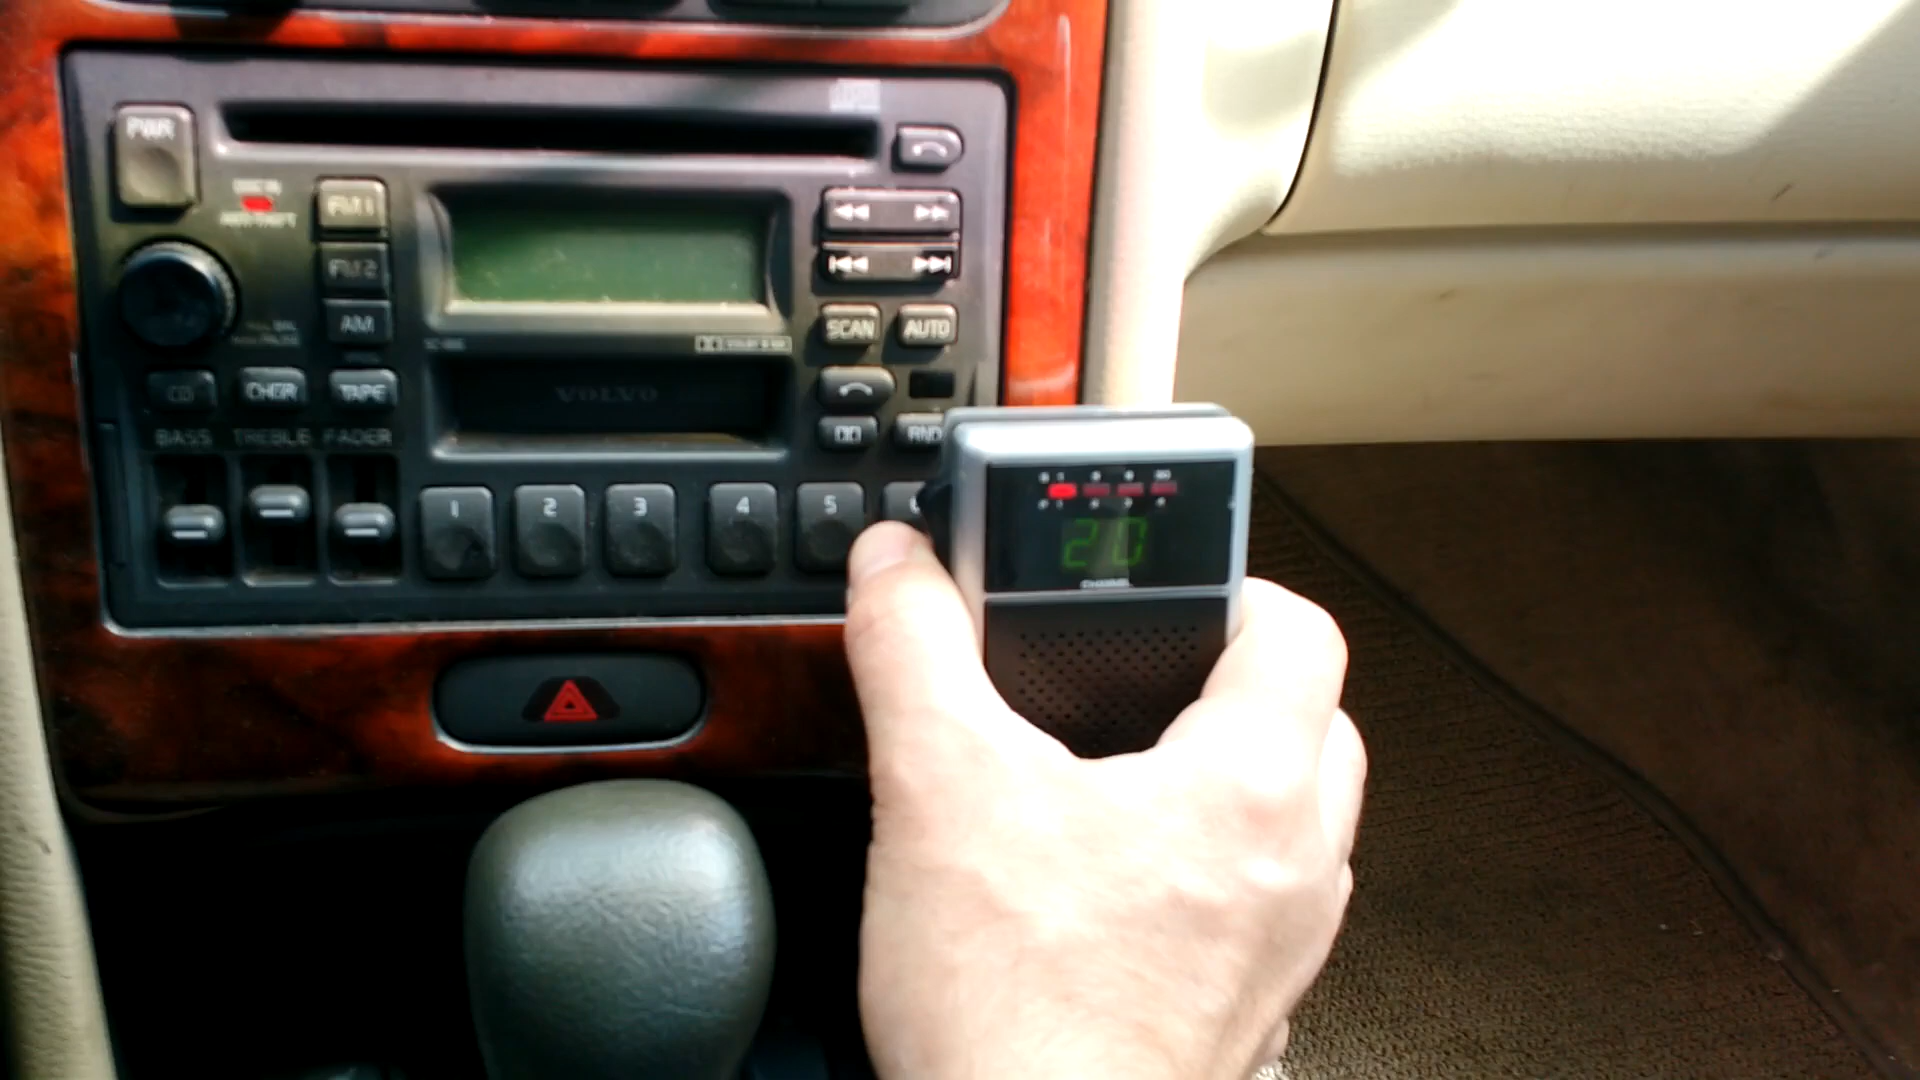 PWR
FM1
FM2
AM
SCAN AUTO
CD CHGR TAPE
VOLVO
BASS TREBLE FADER
RND
1 2 3 4 5 6
20
CHANNEL